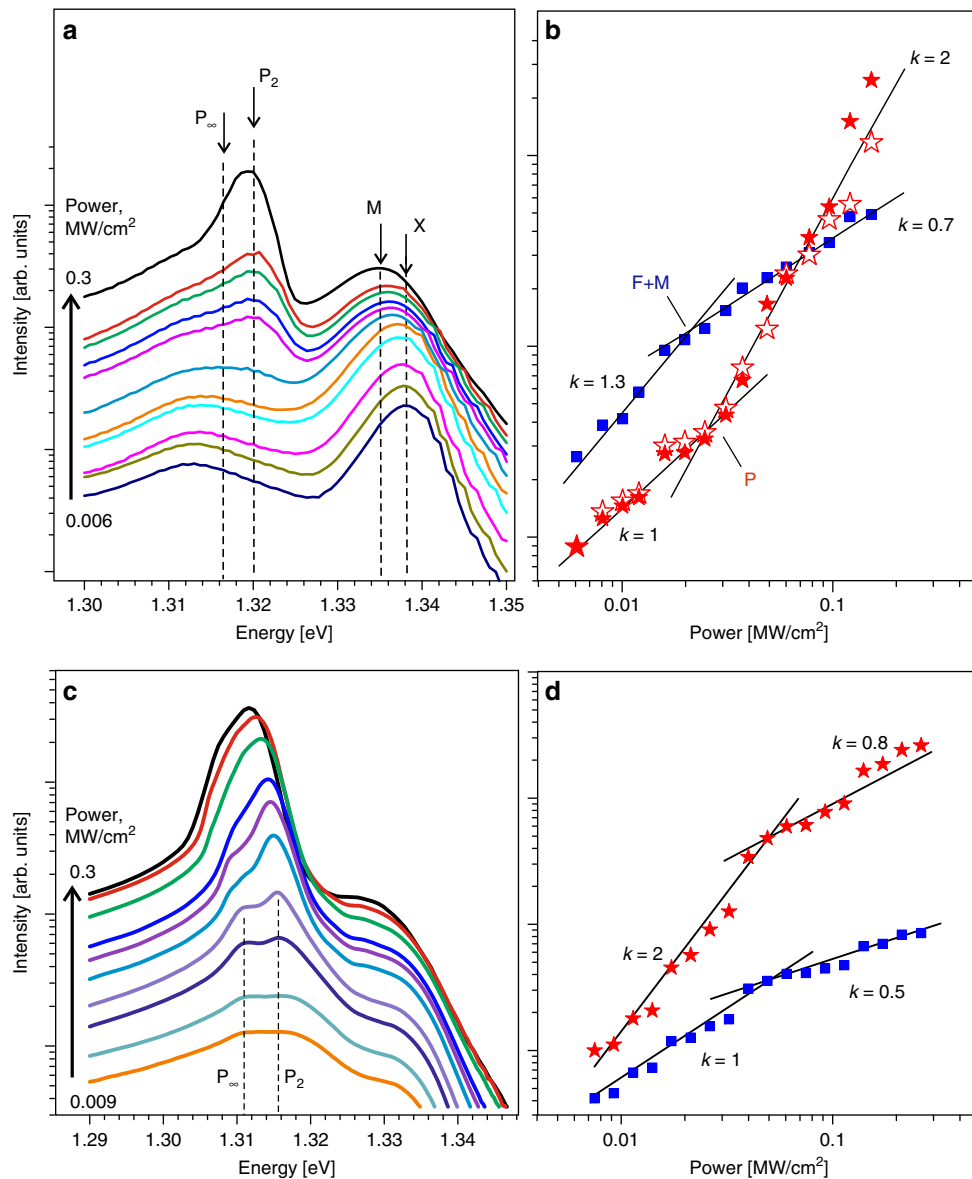 a
P∞
P2
M
X
Power,
MW/cm2
0.3
0.006
Intensity [arb. units]
1.30
1.31
1.32
1.33
1.34
1.35
Energy [eV]
b
k = 2
k = 0.7
F+M
k = 1.3
P
k = 1
0.01
0.1
Power [MW/cm2]
c
Power,
MW/cm2
0.3
0.009
P∞
P2
Intensity [arb. units]
1.29
1.30
1.31
1.32
1.33
1.34
Energy [eV]
d
k = 0.8
k = 2
k = 0.5
k = 1
0.01
0.1
Power [MW/cm2]